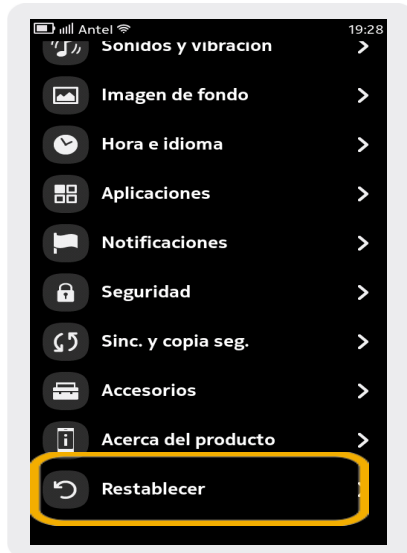 Antel 19:28
Sonidos y vibración
Imagen de fondo
Hora e idioma
Aplicaciones
Notificaciones
Seguridad
Sinc. y copia seg.
Accesorios
Acerca del producto
Restablecer